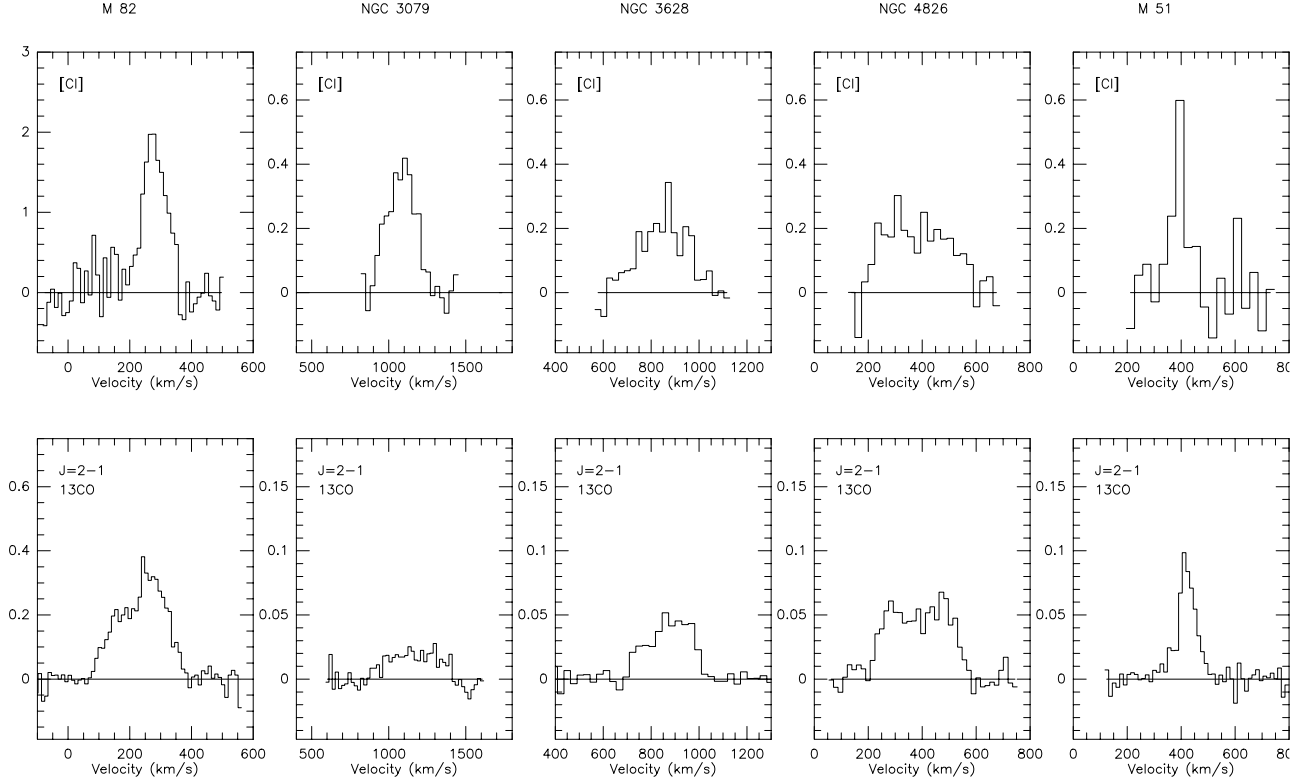 M 82 NGC 3079 NGC 3628 NGC 4826 M 51
3
[CI] [CI] [CI] [CI] [CI]
0.6 0.6 0.6 0.6
2
0.4 0.4 0.4 0.4
1
0.2 0.2 0.2 0.2
0 0 0 0 0
0 200 400 600 500 1000 1500 400 600 800 1000 1200 0 200 400 600 800 0 200 400 600 80
Velocity (km/s) Velocity (km/s) Velocity (km/s) Velocity (km/s) Velocity (km/s)
J=2-1 J=2-1 J=2-1 J=2-1 J=2-1
0.6 0.15 0.15 0.15 0.15
13CO 13CO 13CO 13CO 13CO
0.4 0.1 0.1 0.1 0.1
0.2 0.05 0.05 0.05 0.05
0 0 0 0 0
0 200 400 600 500 1000 1500 400 600 800 1000 1200 0 200 400 600 800 0 200 400 600 80
Velocity (km/s) Velocity (km/s) Velocity (km/s) Velocity (km/s) Velocity (km/s)